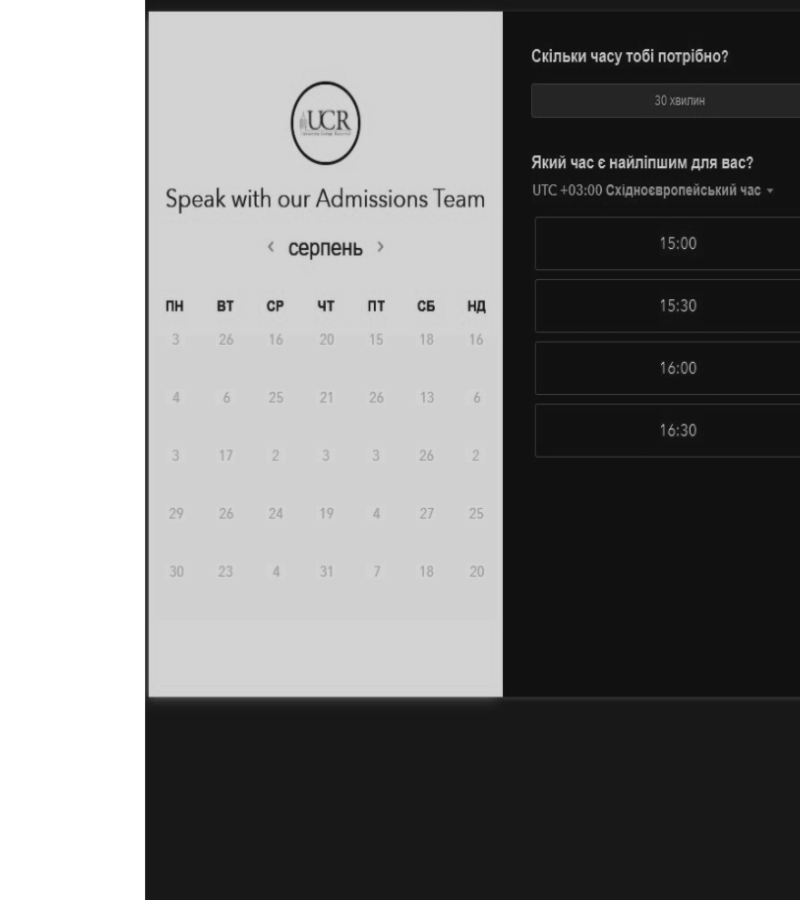 UCR
Speak with our Admissions Team
‹ серпень ›
ПН ВТ СР ЧТ ПТ СБ НД
3 26 16 20 15 18 16
4 6 25 21 26 13 6
3 17 2 3 3 26 2
29 26 24 19 4 27 25
30 23 4 31 7 18 20
Скільки часу тобі потрібно?
30 хвилин
Який час є найліпшим для вас?
UTC +03:00 Східноєвропейський час
15:00
15:30
16:00
16:30